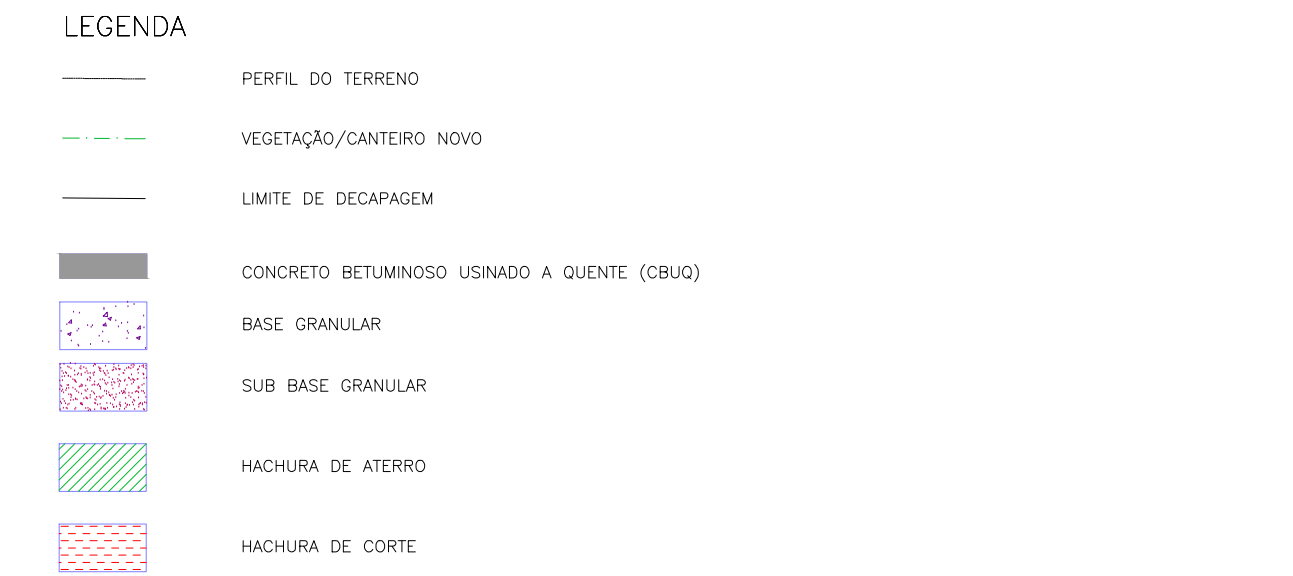 LEGENDA
PERFIL DO TERRENO
VEGETAÇÃO/CANTEIRO NOVO
LIMITE DE DECAPAGEM
CONCRETO BETUMINOSO USINADO A QUENTE (CBUQ)
BASE GRANULAR
SUB BASE GRANULAR
HACHURA DE ATERRO
HACHURA DE CORTE